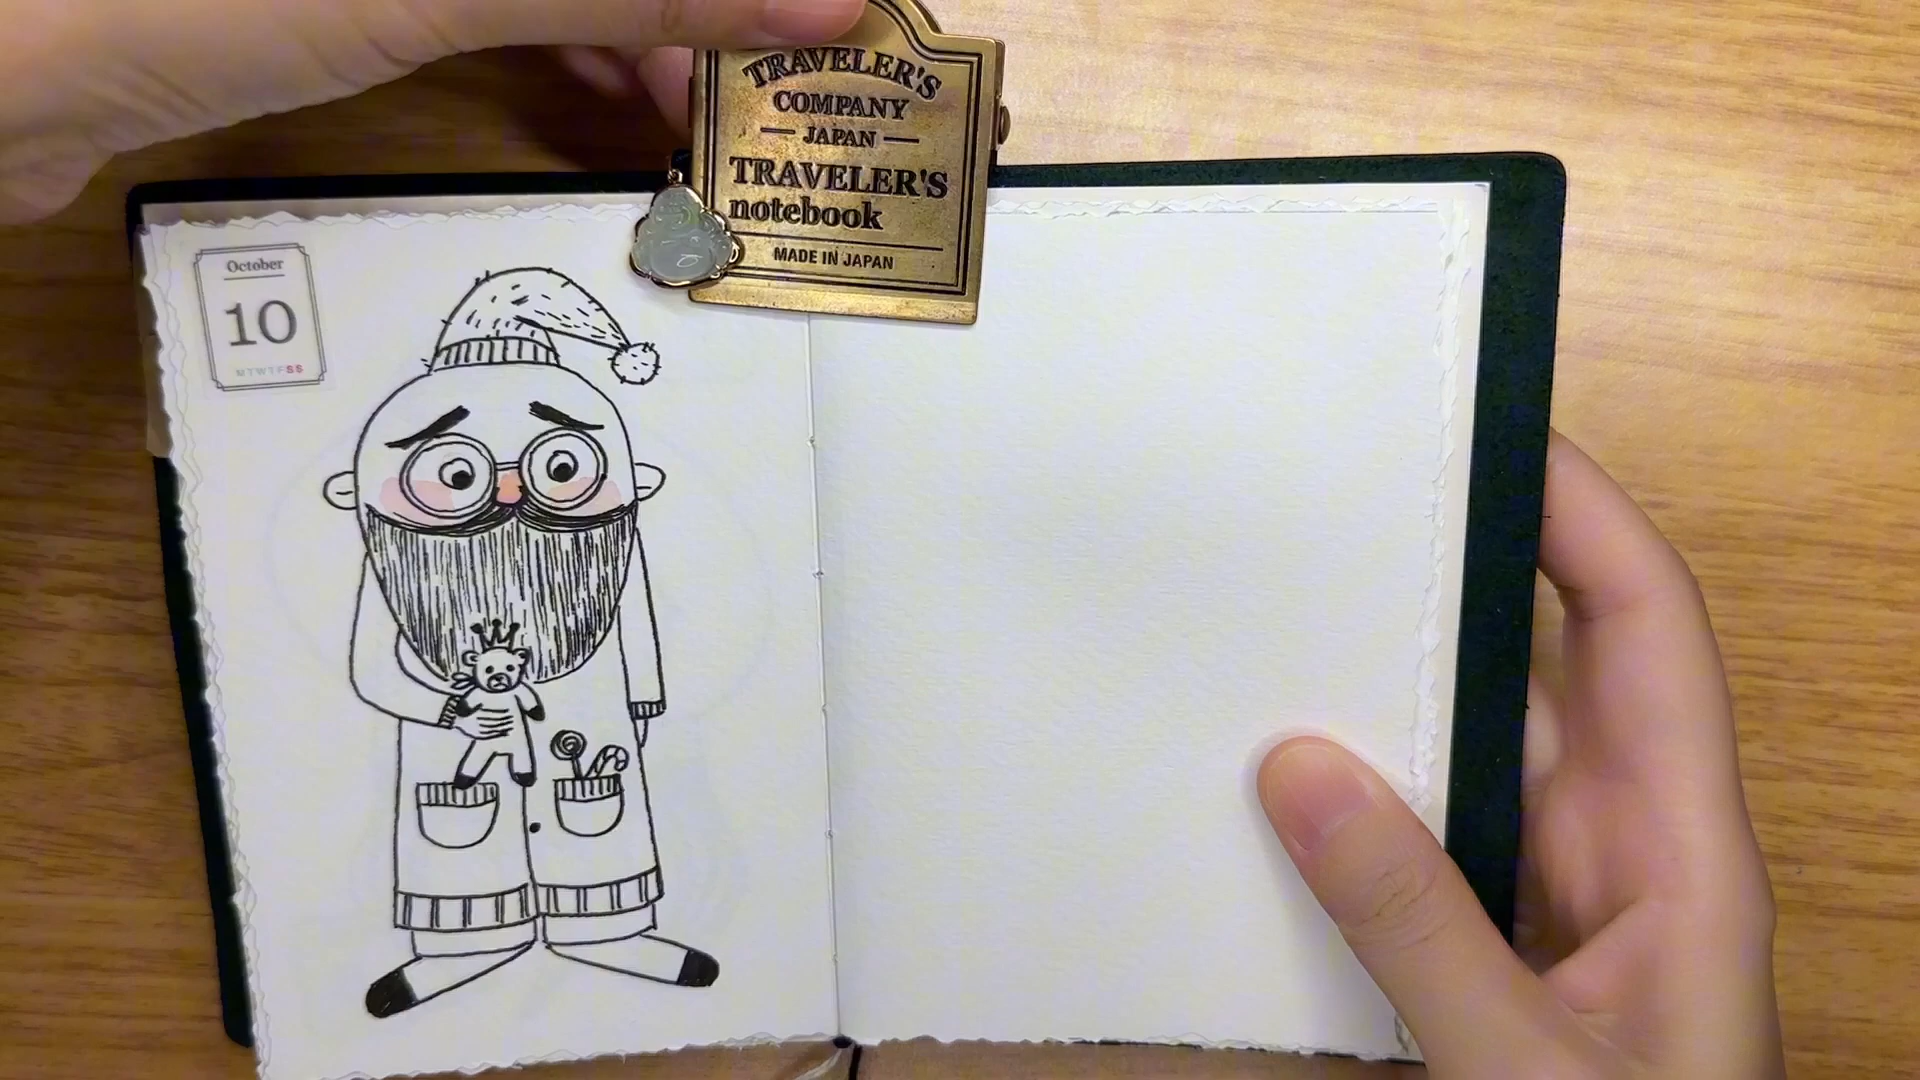 TRAVELER'S
COMPANY
JAPAN
TRAVELER'S
notebook
MADE IN JAPAN
October
10
MTWTFSS